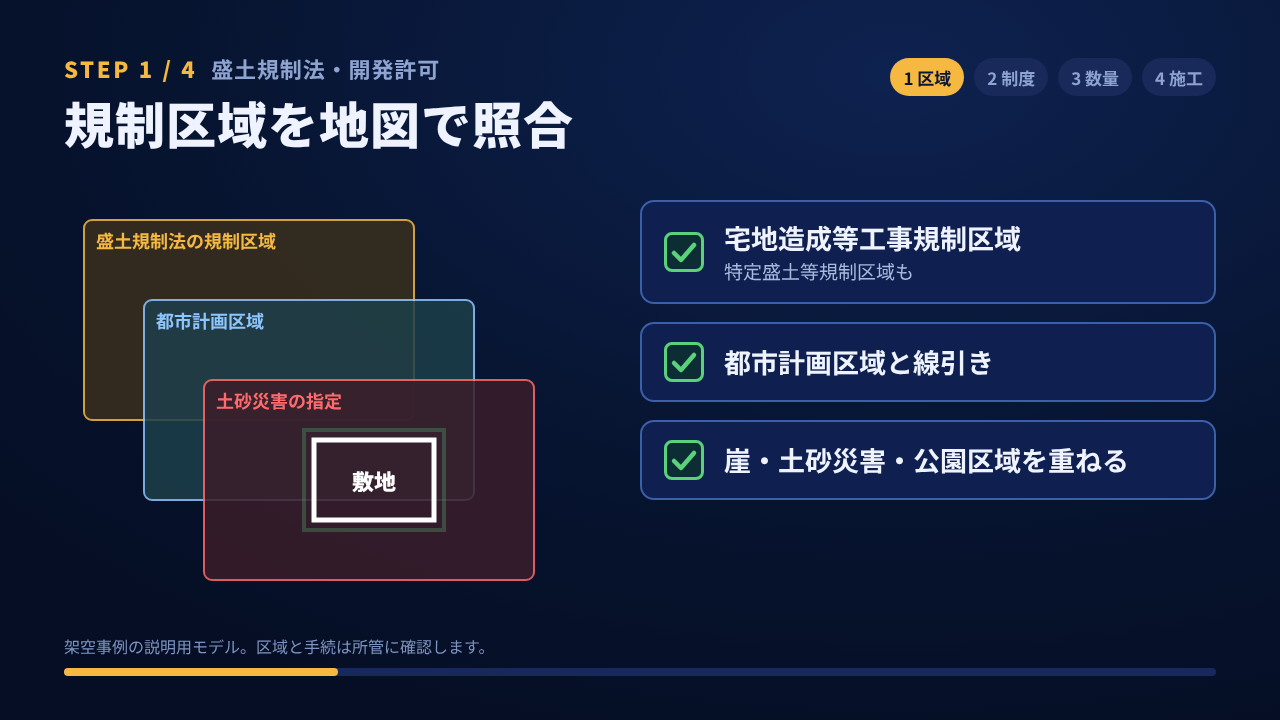 STEP 1 / 4 盛土規制法・開発許可
規制区域を地図で照合
1 区域
2 制度
3 数量
4 施工
盛土規制法の規制区域
都市計画区域
土砂災害の指定
敷地
宅地造成等工事規制区域
特定盛土等規制区域も
都市計画区域と線引き
崖・土砂災害・公園区域を重ねる
架空事例の説明用モデル。区域と手続は所管に確認します。